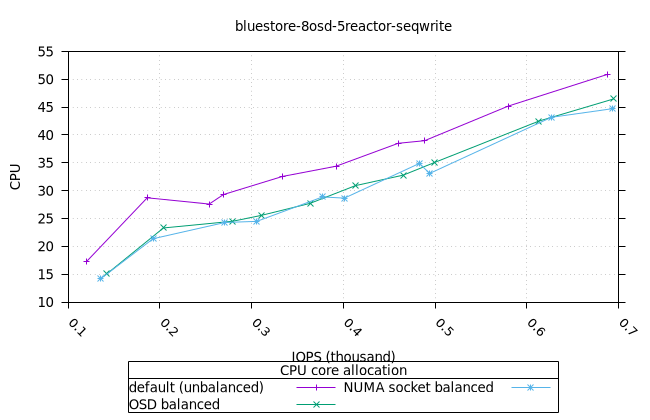 bluestore-8osd-5reactor-seqwrite
55
50
45
40
35
30
25
20
15
10
CPU
0.1
0.2
0.3
0.4
0.5
0.6
0.7
IOPS (thousand)
CPU core allocation
default (unbalanced)
NUMA socket balanced
OSD balanced